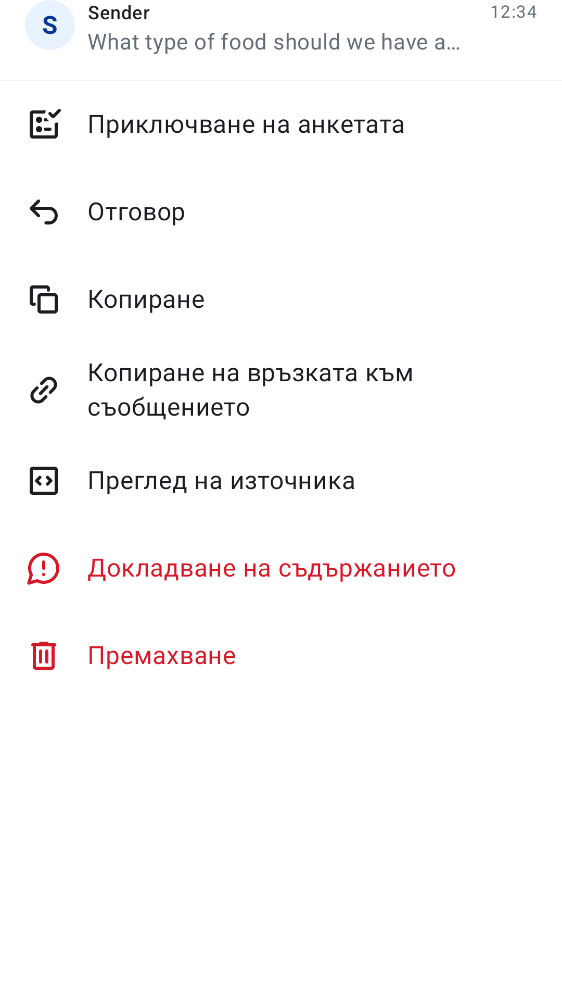 S
Sender
12:34
What type of food should we have a...
Приключване на анкетата
Отговор
Копиране
Копиране на връзката към
съобщението
Преглед на източника
Докладване на съдържанието
Премахване